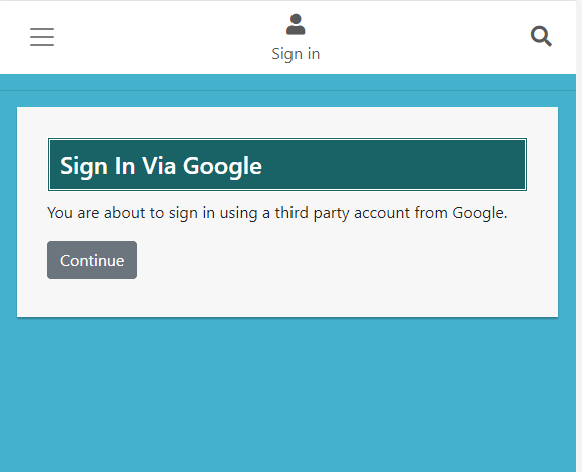 Sign in
Sign In Via Google
You are about to sign in using a third party account from Google.
Continue